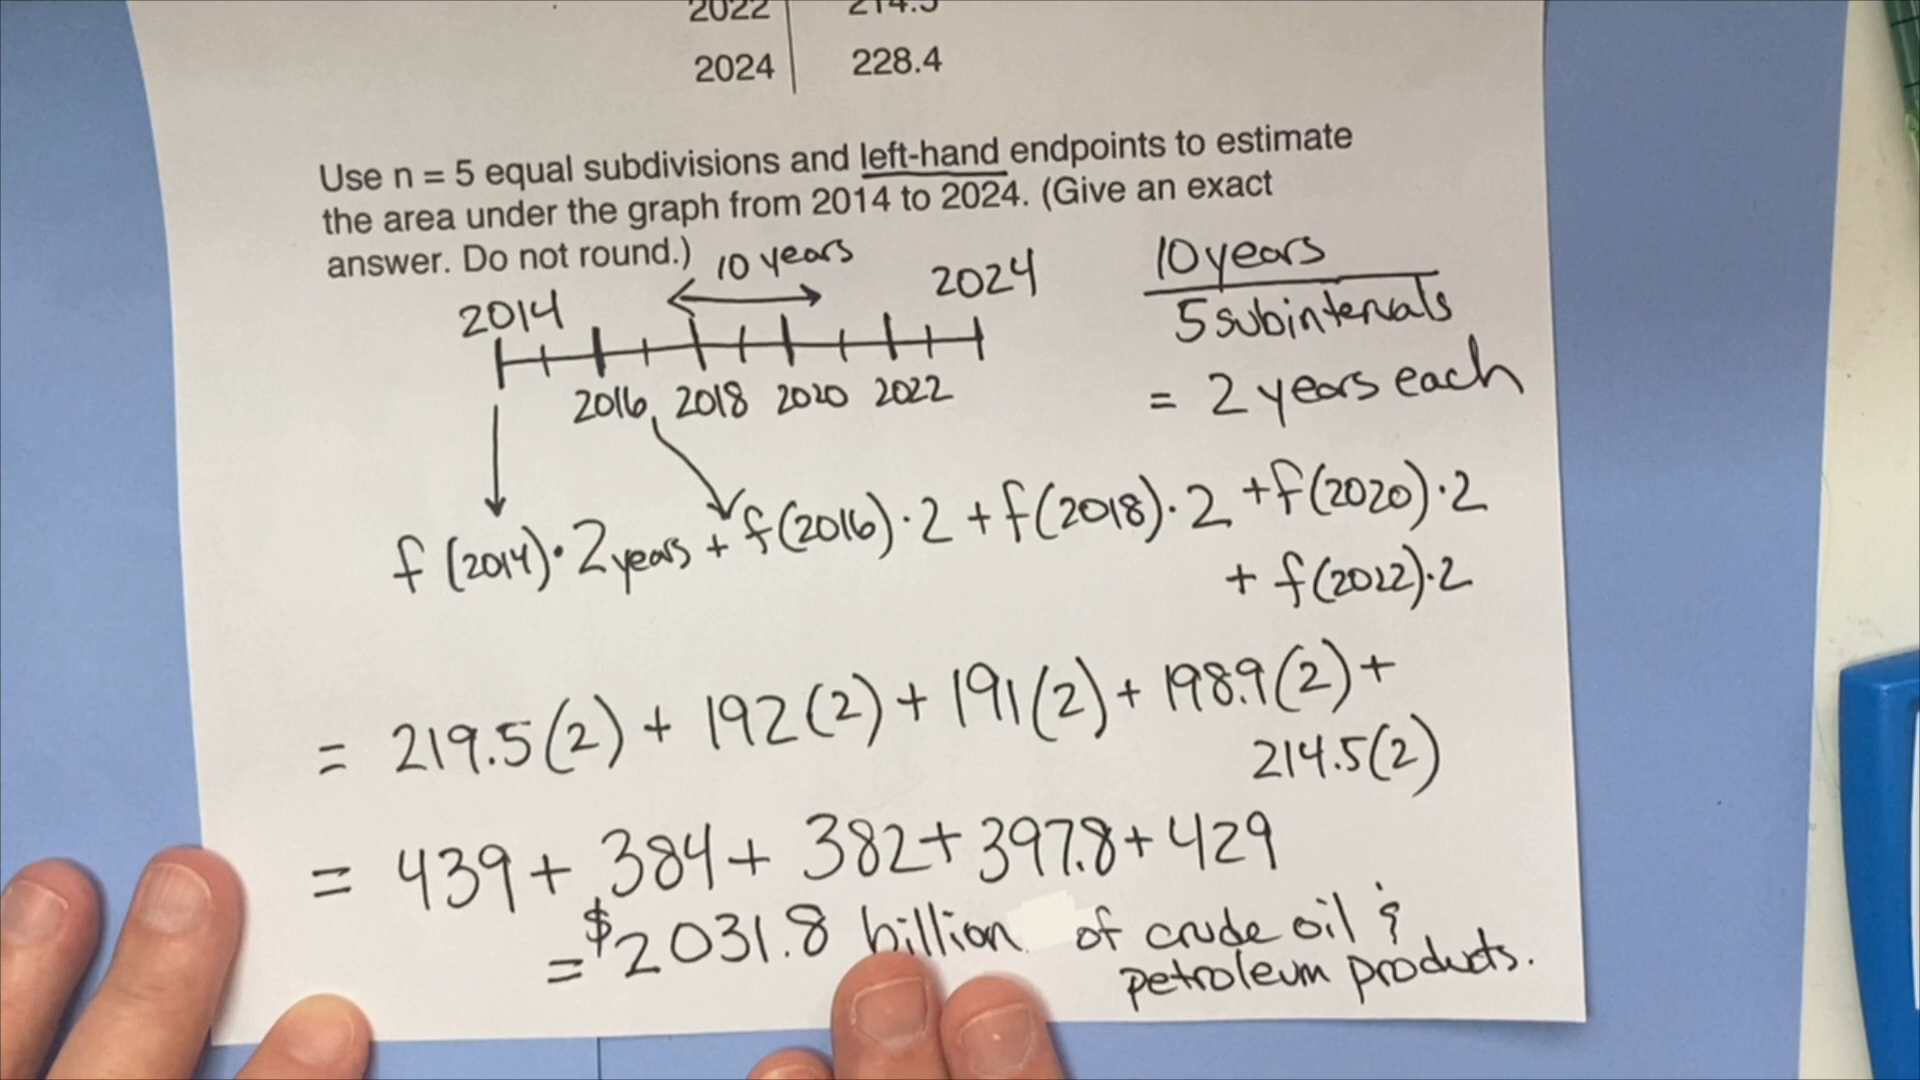 2022 214.5
2024 228.4
Use n = 5 equal subdivisions and left-hand endpoints to estimate
the area under the graph from 2014 to 2024. (Give an exact
answer. Do not round.)
10 years
2014 2024
2016 2018 2020 2022
10 years
5 subintervals
= 2 years each
f(2014)·2 years + f(2016)·2 + f(2018)·2 + f(2020)·2
+ f(2022)·2
= 219.5(2) + 192(2) + 191(2) + 198.9(2) +
214.5(2)
= 439 + 384 + 382 + 397.8 + 429
= $2031.8 billion of crude oil &
petroleum products.